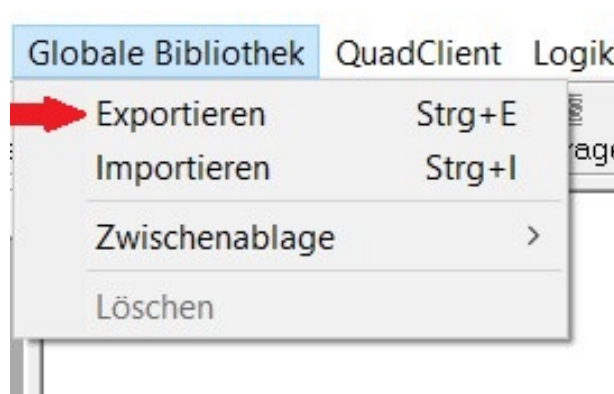 Globale Bibliothek QuadClient Logik
Exportieren Strg+E
Importieren Strg+I
Zwischenablage >
Löschen